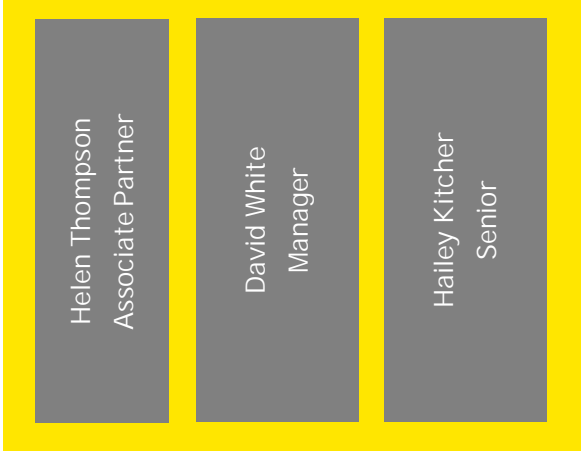 Helen Thompson
Associate Partner
David White
Manager
Hailey Kitcher
Senior